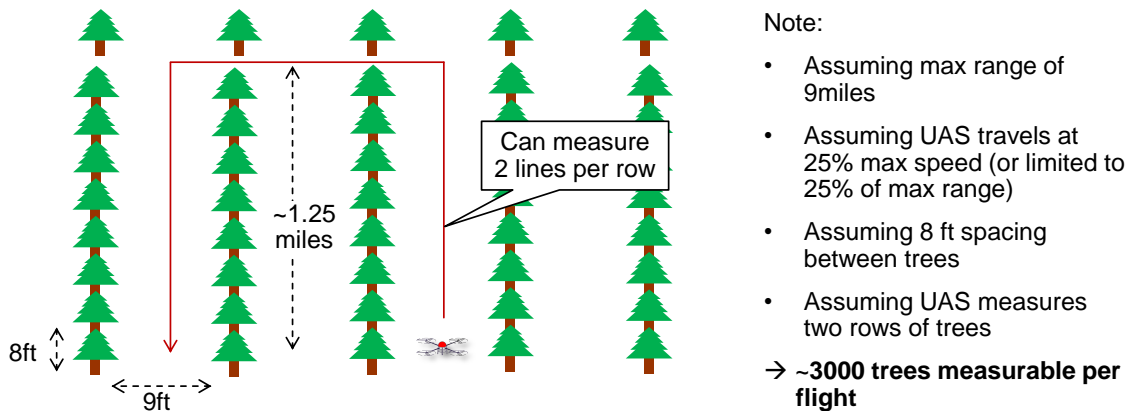 Can measure
2 lines per row
~1.25
miles
8ft
9ft
Note:
• Assuming max range of
9miles
• Assuming UAS travels at
25% max speed (or limited to
25% of max range)
• Assuming 8 ft spacing
between trees
• Assuming UAS measures
two rows of trees
→ ~3000 trees measurable per
flight